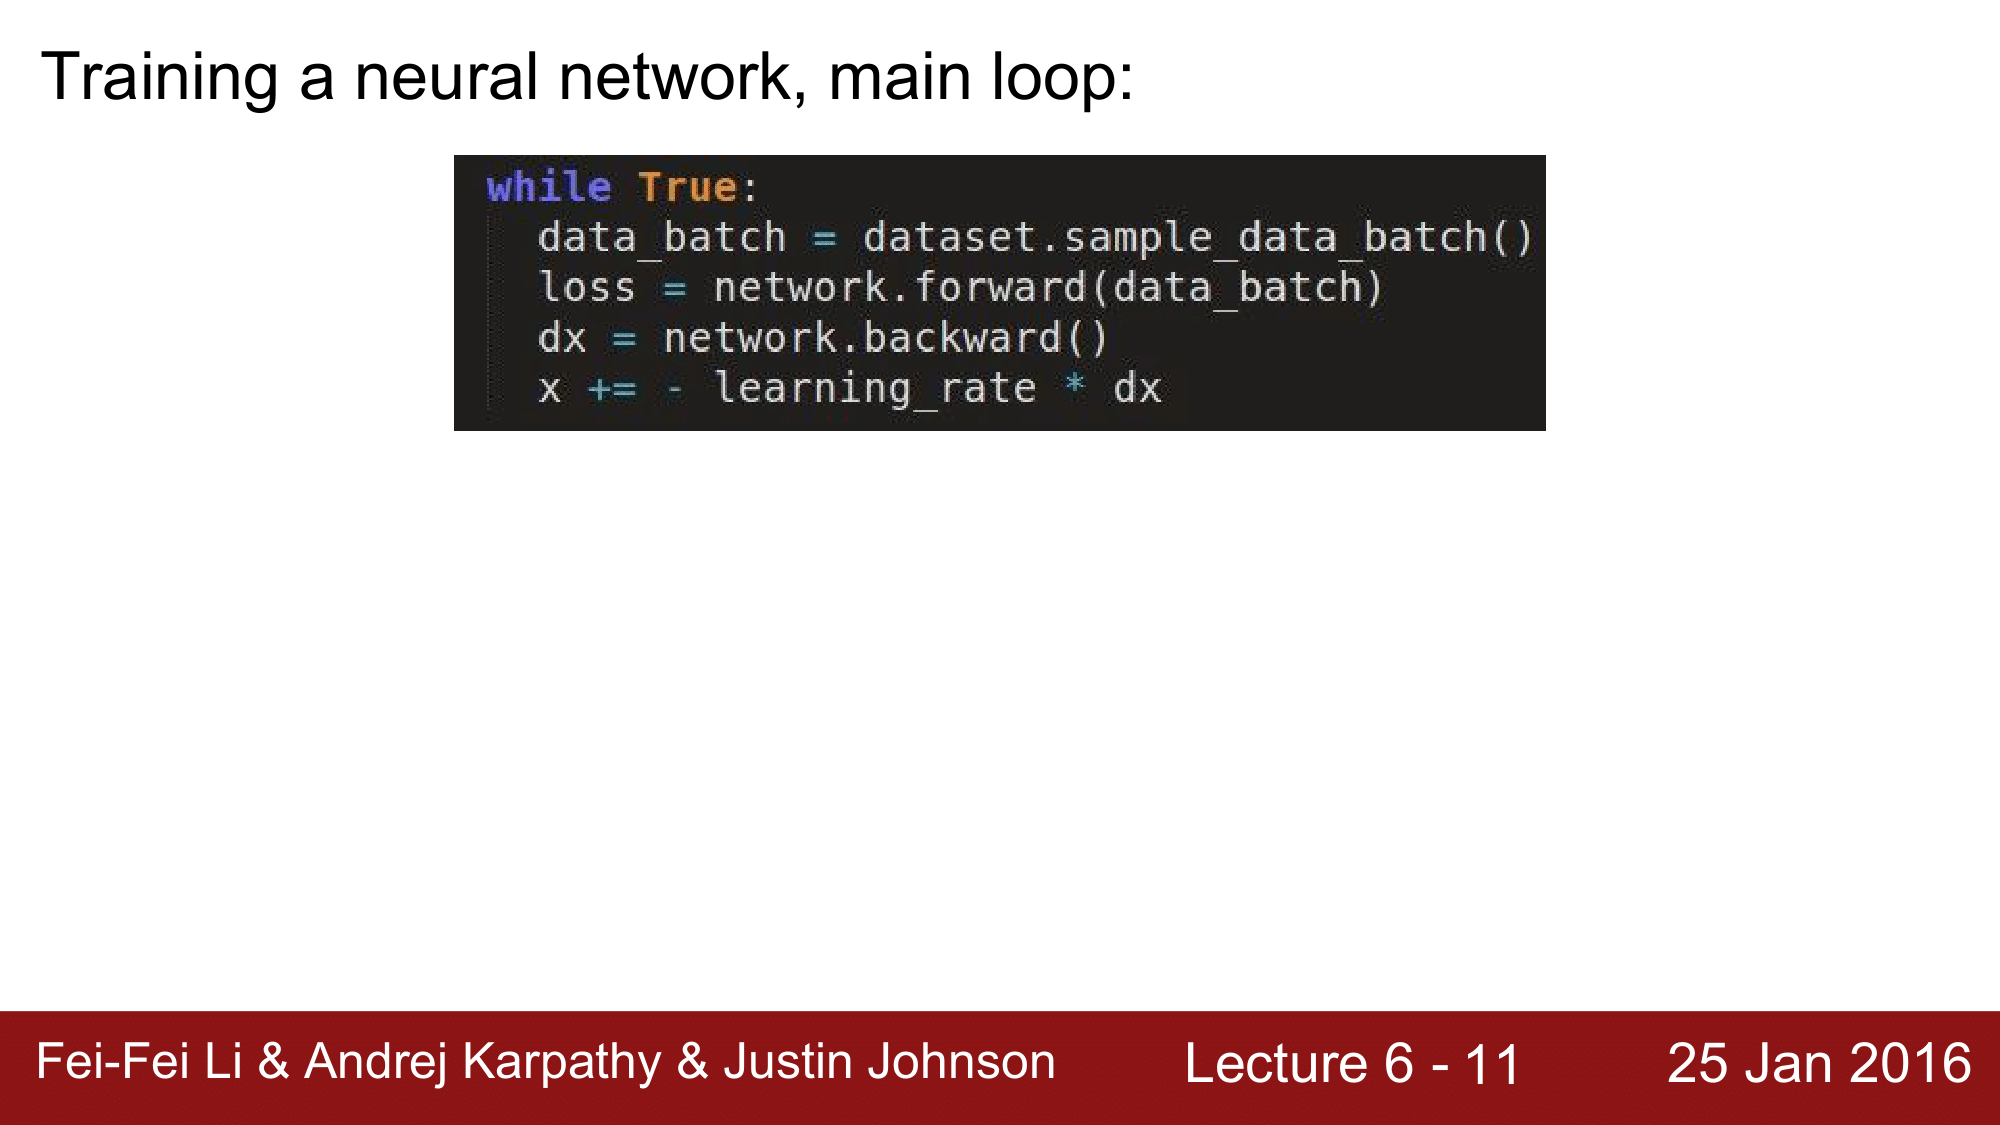 Training a neural network, main loop:
while True:
data_batch = dataset.sample_data_batch()
loss = network.forward(data_batch)
dx = network.backward()
x += - learning_rate * dx
Fei-Fei Li & Andrej Karpathy & Justin Johnson
Lecture 6 - 11
25 Jan 2016